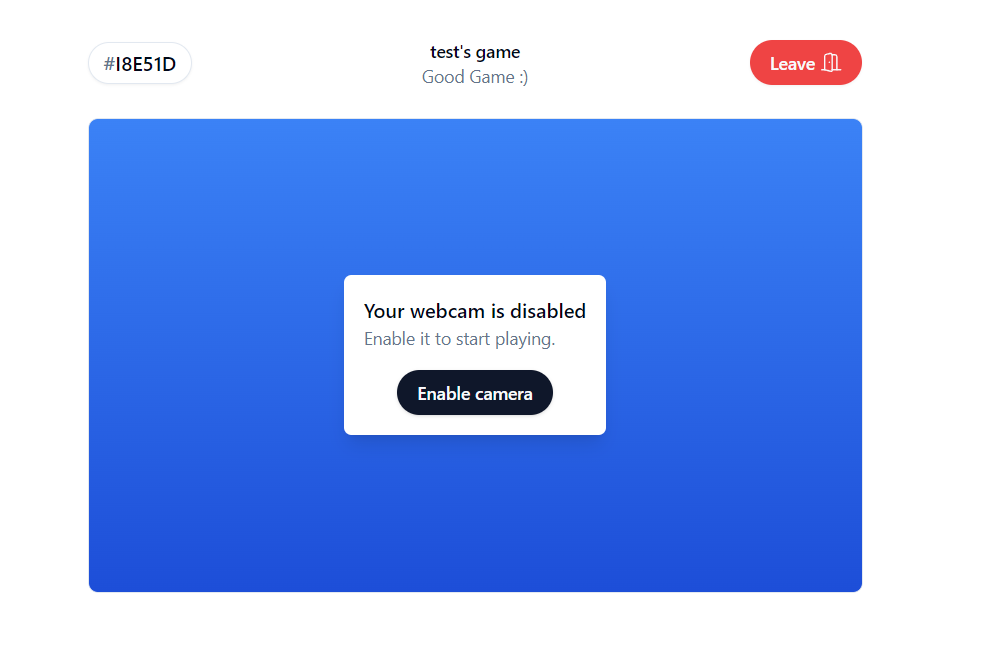 #I8E51D
test's game
Good Game :)
Leave
Your webcam is disabled
Enable it to start playing.
Enable camera